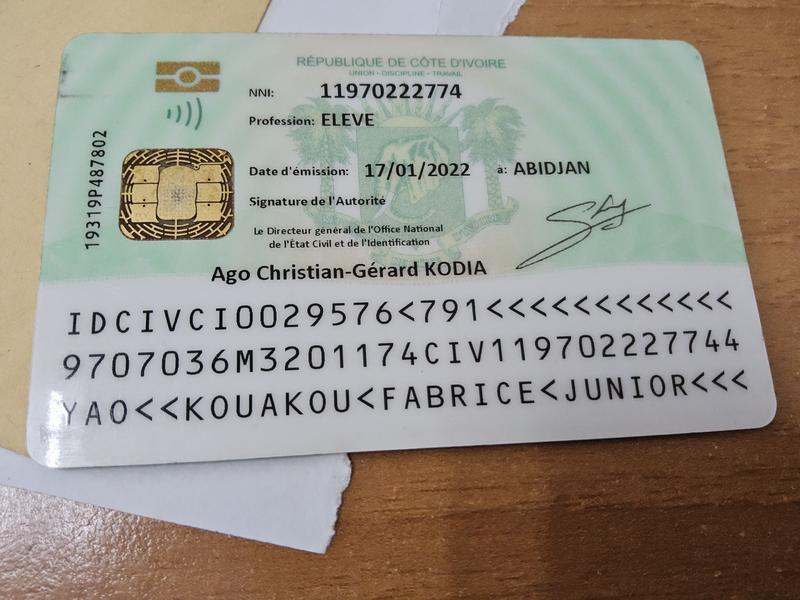 RÉPUBLIQUE DE CÔTE D'IVOIRE
UNION - DISCIPLINE - TRAVAIL
NNI: 11970222774
Profession: ELEVE
Date d'émission: 17/01/2022 à: ABIDJAN
Signature de l'Autorité
Le Directeur général de l'Office National
de l'État Civil et de l'Identification
Ago Christian-Gérard KODIA
19319P487802
IDCIVCI0029576<791<<<<<<<<<<<<
9707036M3201174CIV119702227744
YAO<<KOUAKOU<FABRICE<JUNIOR<<<